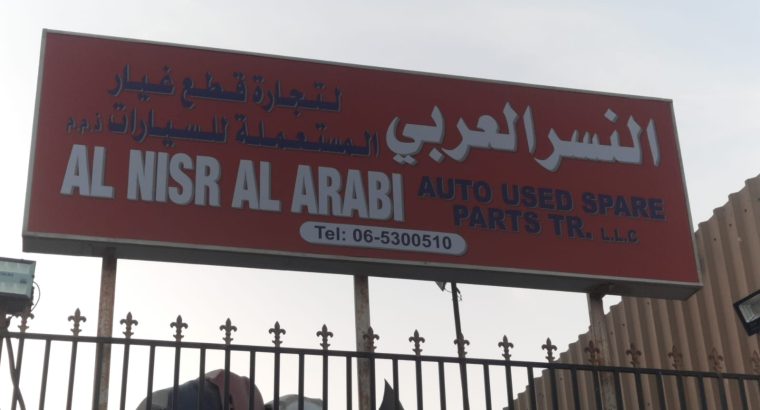 النسر العربي
لتجارة قطع غيار
المستعملة للسيارات ذ.م.م
AL NISR AL ARABI
AUTO USED SPARE
PARTS TR. L.L.C
Tel: 06-5300510